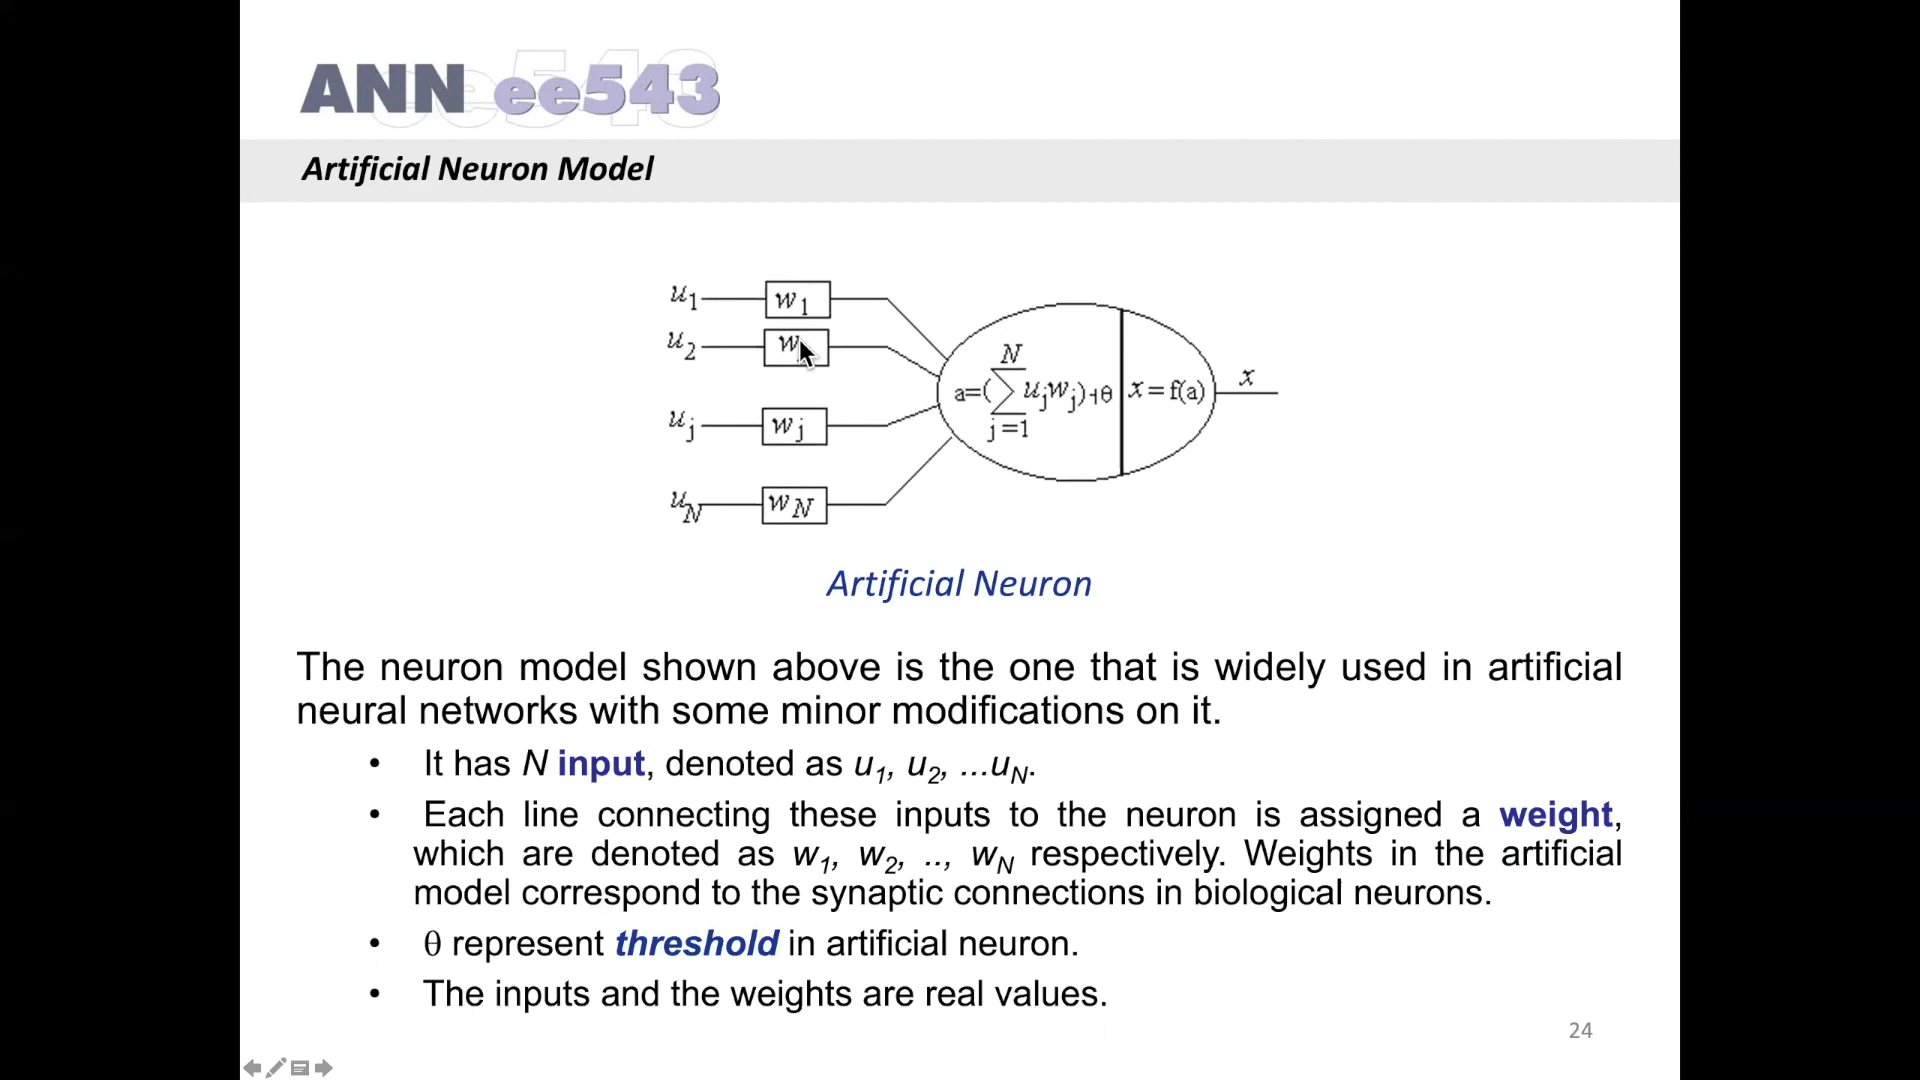 ANN ee543
Artificial Neuron Model
u1 w1
u2 w
uj wj
uN wN
N
a=(∑ujwj)+θ x=f(a) x
j=1
Artificial Neuron
The neuron model shown above is the one that is widely used in artificial
neural networks with some minor modifications on it.
• It has N input, denoted as u1, u2, ...uN.
• Each line connecting these inputs to the neuron is assigned a weight,
which are denoted as w1, w2, .., wN respectively. Weights in the artificial
model correspond to the synaptic connections in biological neurons.
• θ represent threshold in artificial neuron.
• The inputs and the weights are real values.
24